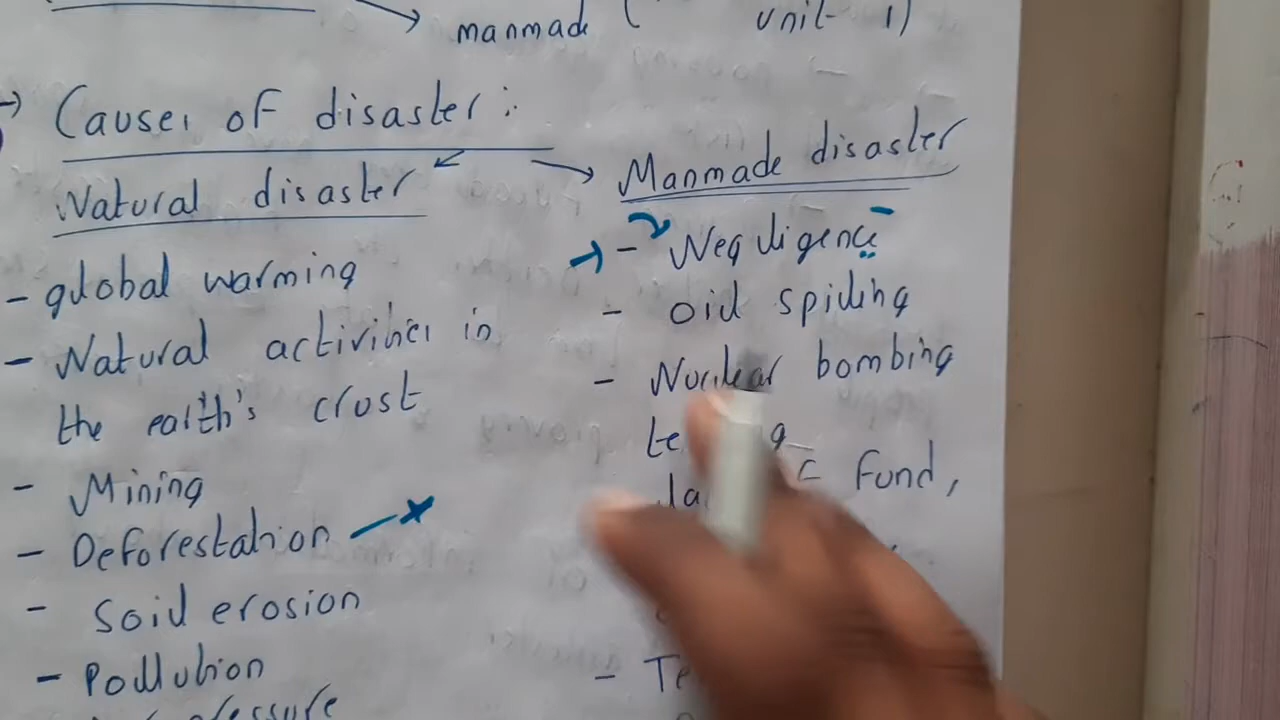 manmade ( unit 1)
Causes of disaster:
Natural disaster
- global warming
- Natural activities in
the earth's crust
- Mining
- Deforestation
- Soil erosion
- Pollution
pressure
Manmade disaster
- Negligence
- oil spilling
- Nuclear bombing
fund,